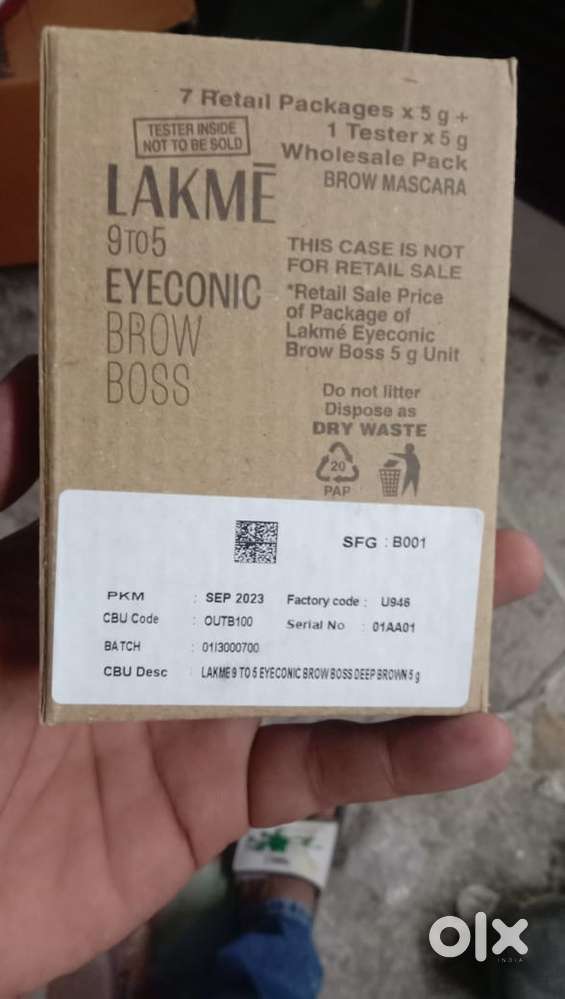 7 Retail Packages x 5 g +
1 Tester x 5 g
Wholesale Pack
BROW MASCARA
TESTER INSIDE
NOT TO BE SOLD
LAKMĒ
9TO5
EYECONIC
BROW
BOSS
THIS CASE IS NOT
FOR RETAIL SALE
*Retail Sale Price
of Package of
Lakmé Eyeconic
Brow Boss 5 g Unit
Do not litter
Dispose as
DRY WASTE
20
PAP
SFG : B001
PKM : SEP 2023 Factory code : U946
CBU Code : OUTB100 Serial No : 01AA01
BATCH : 01I3000700
CBU Desc : LAKME 9 TO 5 EYECONIC BROW BOSS DEEP BROWN 5 g
olx
INDIA